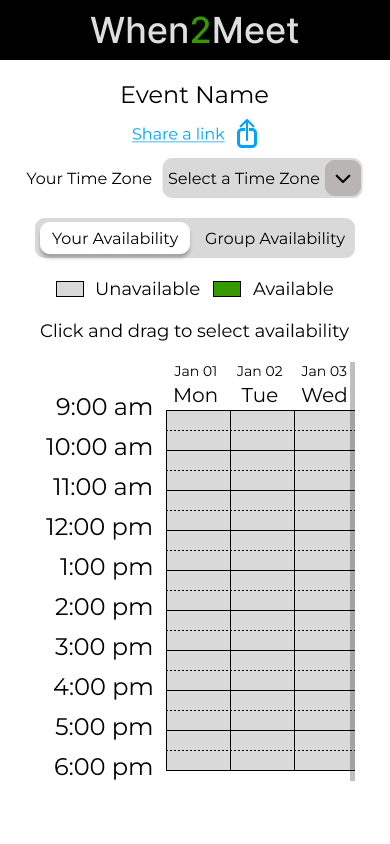 When2Meet
Event Name
Share a link
Your Time Zone Select a Time Zone
Your Availability Group Availability
Unavailable Available
Click and drag to select availability
Jan 01 Jan 02 Jan 03
Mon Tue Wed
9:00 am
10:00 am
11:00 am
12:00 pm
1:00 pm
2:00 pm
3:00 pm
4:00 pm
5:00 pm
6:00 pm